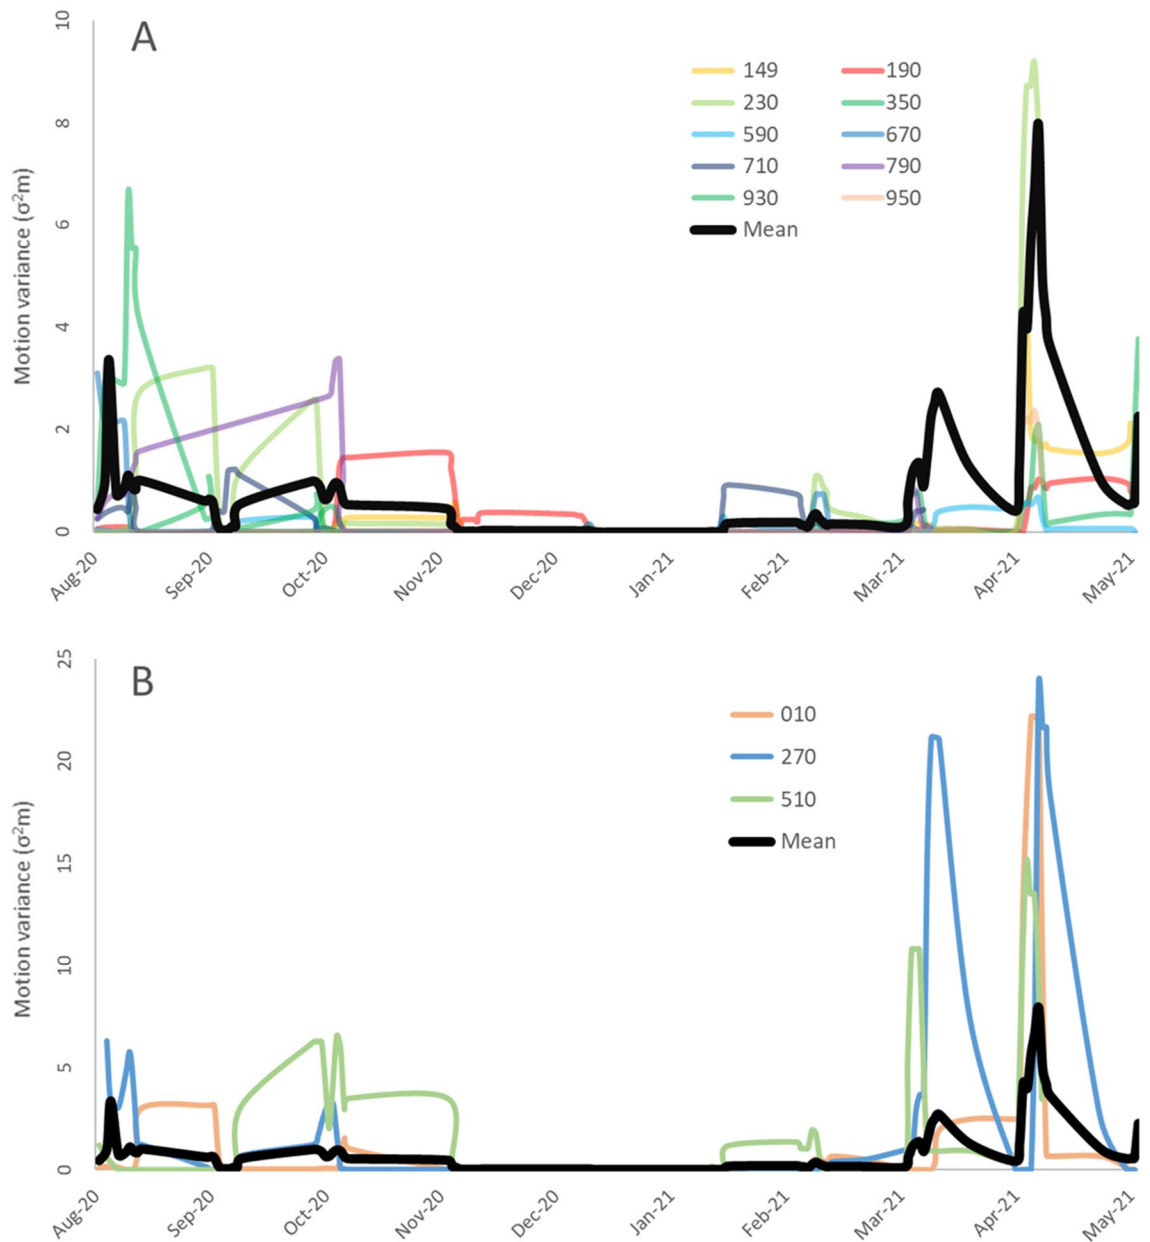 A
Motion variance (σ²m)
10
8
6
4
2
0
149 190
230 350
590 670
710 790
930 950
Mean
Aug-20 Sep-20 Oct-20 Nov-20 Dec-20 Jan-21 Feb-21 Mar-21 Apr-21 May-21
B
Motion variance (σ²m)
25
20
15
10
5
0
010
270
510
Mean
Aug-20 Sep-20 Oct-20 Nov-20 Dec-20 Jan-21 Feb-21 Mar-21 Apr-21 May-21